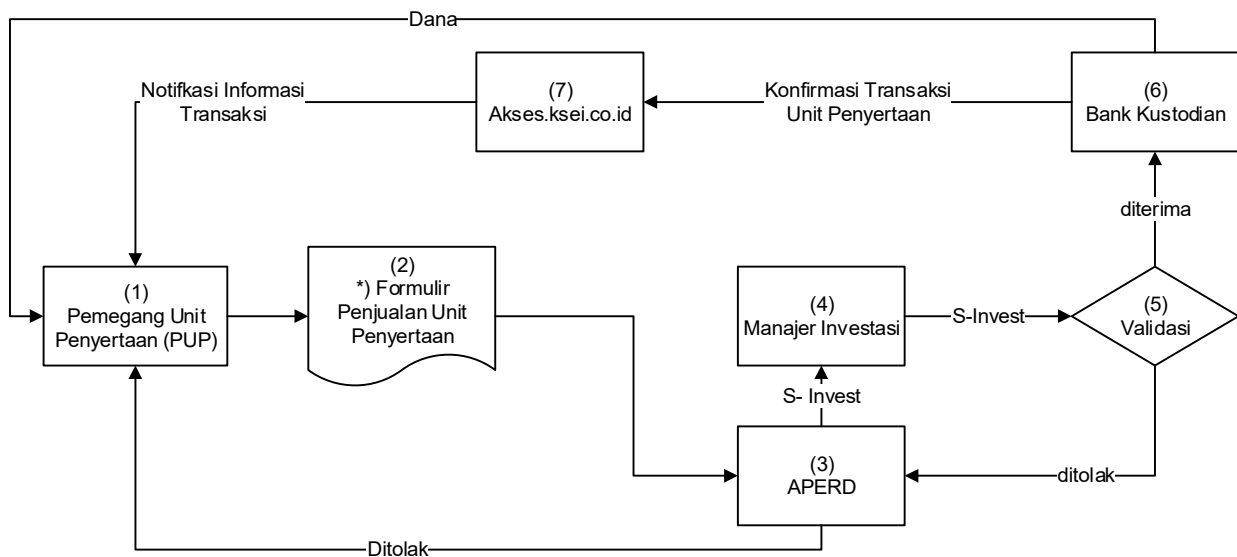 Dana
Notifkasi Informasi
Transaksi
(7)
Akses.ksei.co.id
Konfirmasi Transaksi
Unit Penyertaan
(6)
Bank Kustodian
diterima
(1)
Pemegang Unit
Penyertaan (PUP)
(2)
*) Formulir
Penjualan Unit
Penyertaan
(4)
Manajer Investasi
S-Invest
(5)
Validasi
S- Invest
(3)
APERD
ditolak
Ditolak